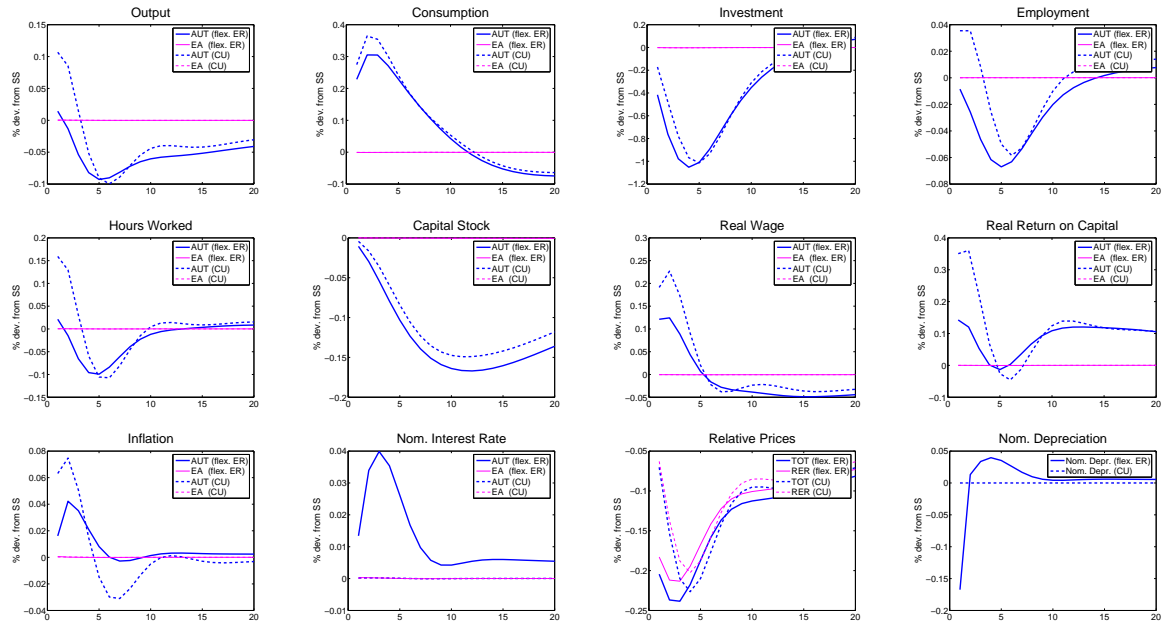 Output
% dev. from SS
0.15
0.1
0.05
0
−0.05
−0.1
0 5 10 15 20
AUT (flex. ER)
EA (flex. ER)
AUT (CU)
EA (CU)
Consumption
0.4
0.3
0.2
0.1
0
−0.1
0 5 10 15 20
AUT (flex. ER)
EA (flex. ER)
AUT (CU)
EA (CU)
Investment
% dev. from SS
0.2
0
−0.2
−0.4
−0.6
−0.8
−1
−1.2
0 5 10 15 20
AUT (flex. ER)
EA (flex. ER)
AUT (CU)
EA (CU)
Employment
% dev. from SS
0.04
0.02
0
−0.02
−0.04
−0.06
−0.08
0 5 10 15 20
AUT (flex. ER)
EA (flex. ER)
AUT (CU)
EA (CU)
Hours Worked
% dev. from SS
0.2
0.15
0.1
0.05
0
−0.05
−0.1
−0.15
0 5 10 15 20
AUT (flex. ER)
EA (flex. ER)
AUT (CU)
EA (CU)
Capital Stock
0
−0.05
−0.1
−0.15
−0.2
0 5 10 15 20
AUT (flex. ER)
EA (flex. ER)
AUT (CU)
EA (CU)
Real Wage
% dev. from SS
0.3
0.25
0.2
0.15
0.1
0.05
0
−0.05
0 5 10 15 20
AUT (flex. ER)
EA (flex. ER)
AUT (CU)
EA (CU)
Real Return on Capital
% dev. from SS
0.4
0.3
0.2
0.1
0
−0.1
0 5 10 15 20
AUT (flex. ER)
EA (flex. ER)
AUT (CU)
EA (CU)
Inflation
% dev. from SS
0.08
0.06
0.04
0.02
0
−0.02
−0.04
0 5 10 15 20
AUT (flex. ER)
EA (flex. ER)
AUT (CU)
EA (CU)
Nom. Interest Rate
0.04
0.03
0.02
0.01
0
−0.01
0 5 10 15 20
AUT (flex. ER)
EA (flex. ER)
AUT (CU)
EA (CU)
Relative Prices
% dev. from SS
−0.05
−0.1
−0.15
−0.2
−0.25
0 5 10 15 20
TOT (flex. ER)
RER (flex. ER)
TOT (CU)
RER (CU)
Nom. Depreciation
% dev. from SS
0.05
0
−0.05
−0.1
−0.15
−0.2
0 5 10 15 20
Nom. Depr. (flex. ER)
Nom. Depr. (CU)